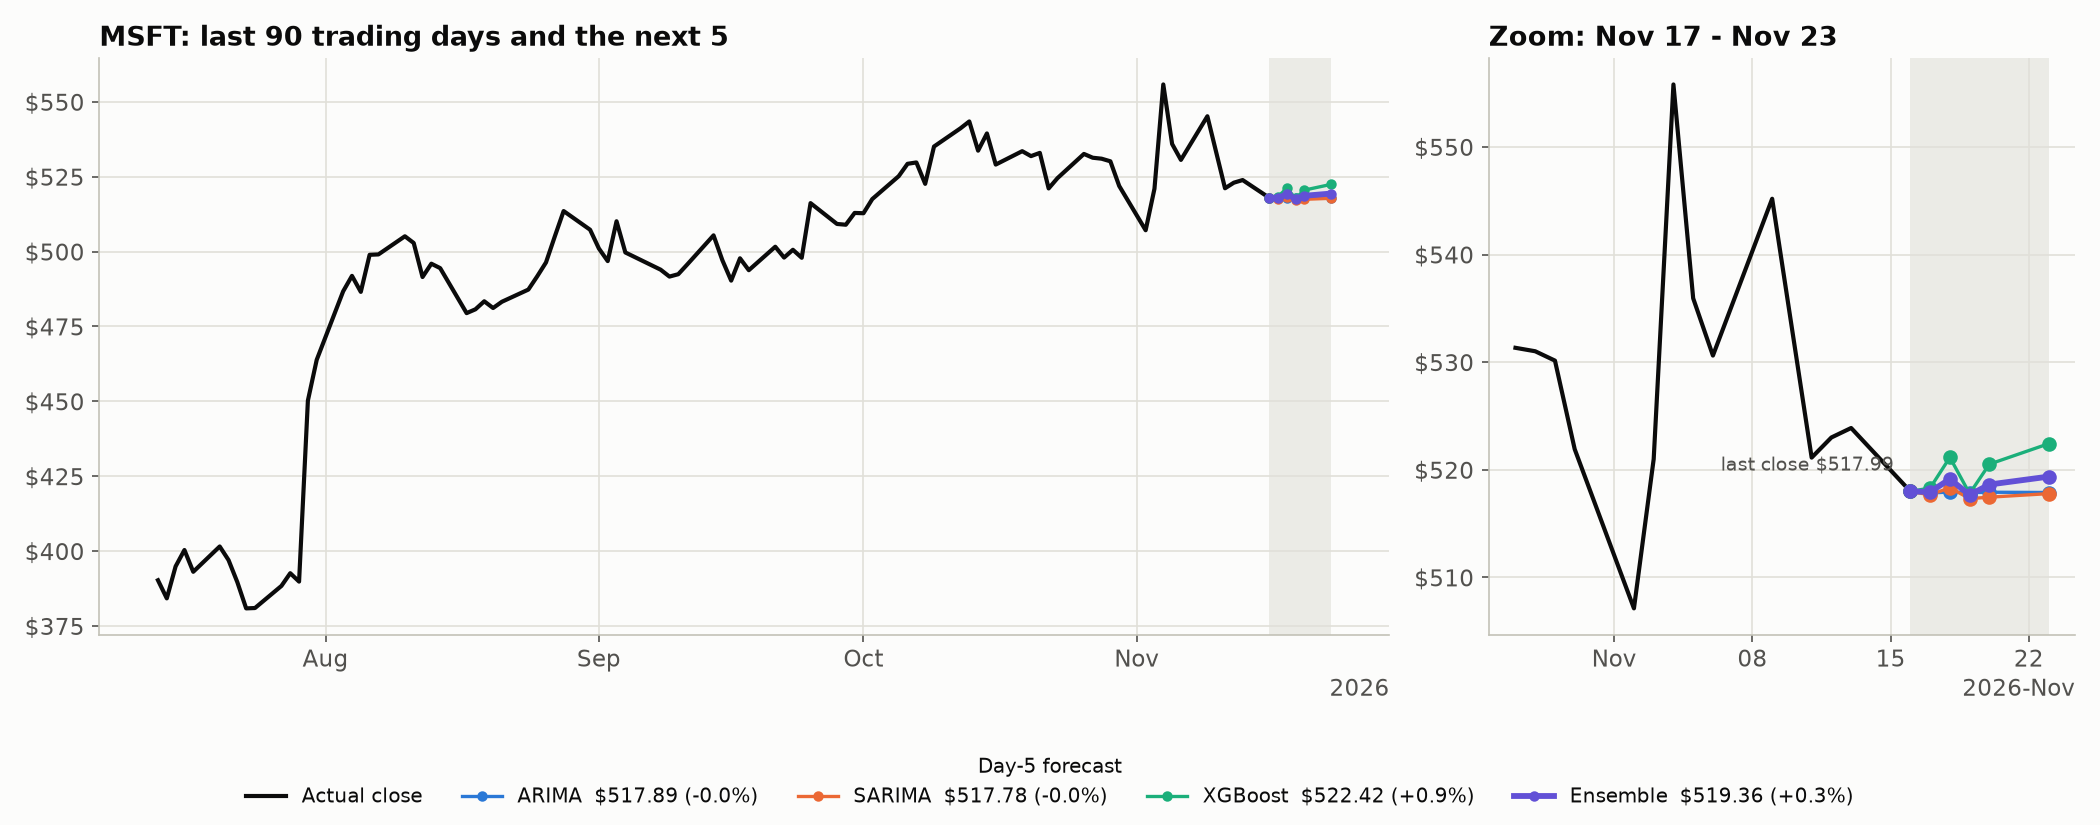 MSFT: last 90 trading days and the next 5
$550
$525
$500
$475
$450
$425
$400
$375
Aug Sep Oct Nov
2026
Zoom: Nov 17 - Nov 23
$550
$540
$530
$520
$510
last close $517.99
Nov 08 15 22
2026-Nov
Day-5 forecast
Actual close ARIMA $517.89 (-0.0%) SARIMA $517.78 (-0.0%) XGBoost $522.42 (+0.9%) Ensemble $519.36 (+0.3%)